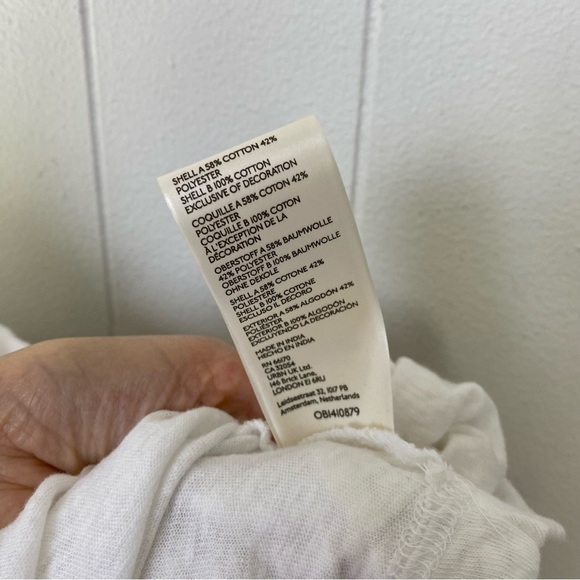 SHELL A 58% COTTON 42%
POLYESTER
SHELL B 100% COTTON
EXCLUSIVE OF DECORATION
COQUILLE A 58% COTON 42%
POLYESTER
COQUILLE B 100% COTON
À L'EXCEPTION DE LA
DÉCORATION
OBERSTOFF A 58% BAUMWOLLE
42% POLYESTER
OBERSTOFF B 100% BAUMWOLLE
OHNE DEKOLE
SHELL A 58% COTONE 42%
POLIESTERE
SHELL B 100% COTONE
ESCLUSO IL DECORO
EXTERIOR A 58% ALGODÓN 42%
POLIÉSTER
EXTERIOR B 100% ALGODÓN
EXCLUYENDO LA DECORACIÓN
MADE IN INDIA
HECHO EN INDIA
RN 66170
CA 32054
URBN UK Ltd.
146 Brick Lane,
LONDON E1 6RU
Leidsestraat 32, 1017 PB
Amsterdam, Netherlands
OB1410879